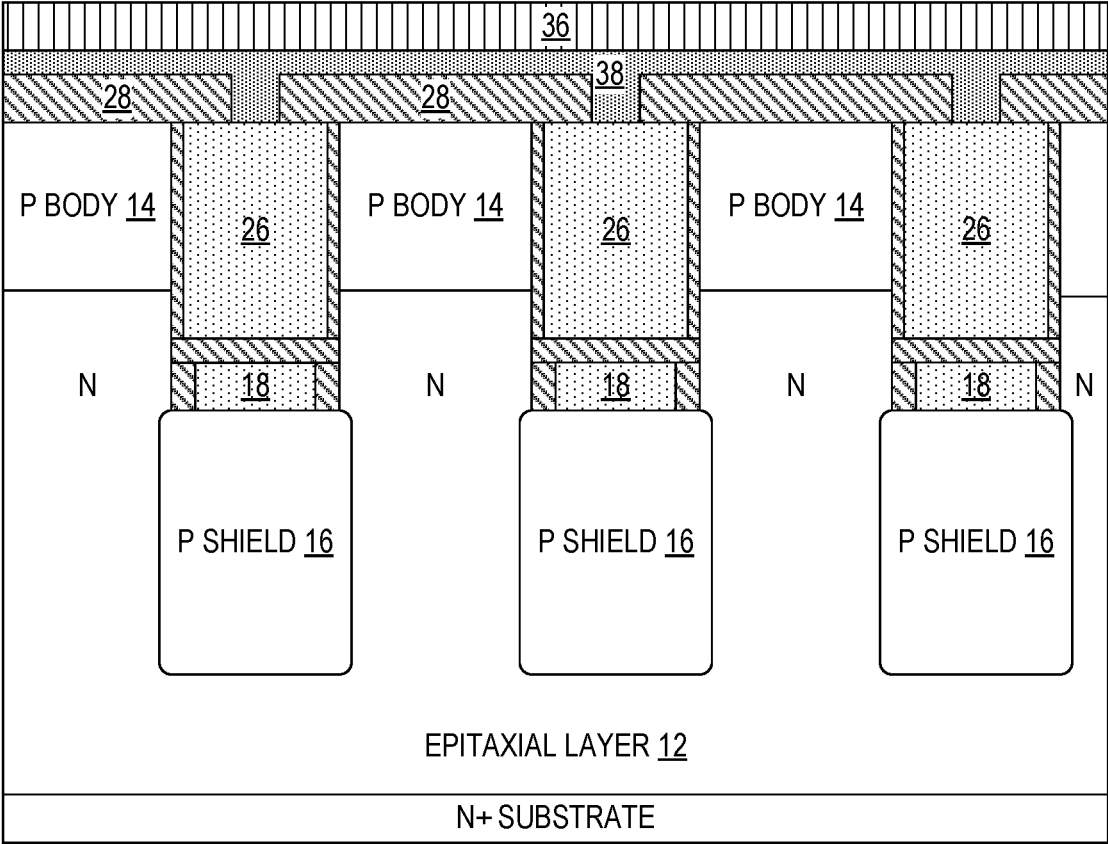 36
38
28 28
P BODY 14 P BODY 14 P BODY 14
26 26 26
N N N N
18 18 18
P SHIELD 16 P SHIELD 16 P SHIELD 16
EPITAXIAL LAYER 12
N+ SUBSTRATE